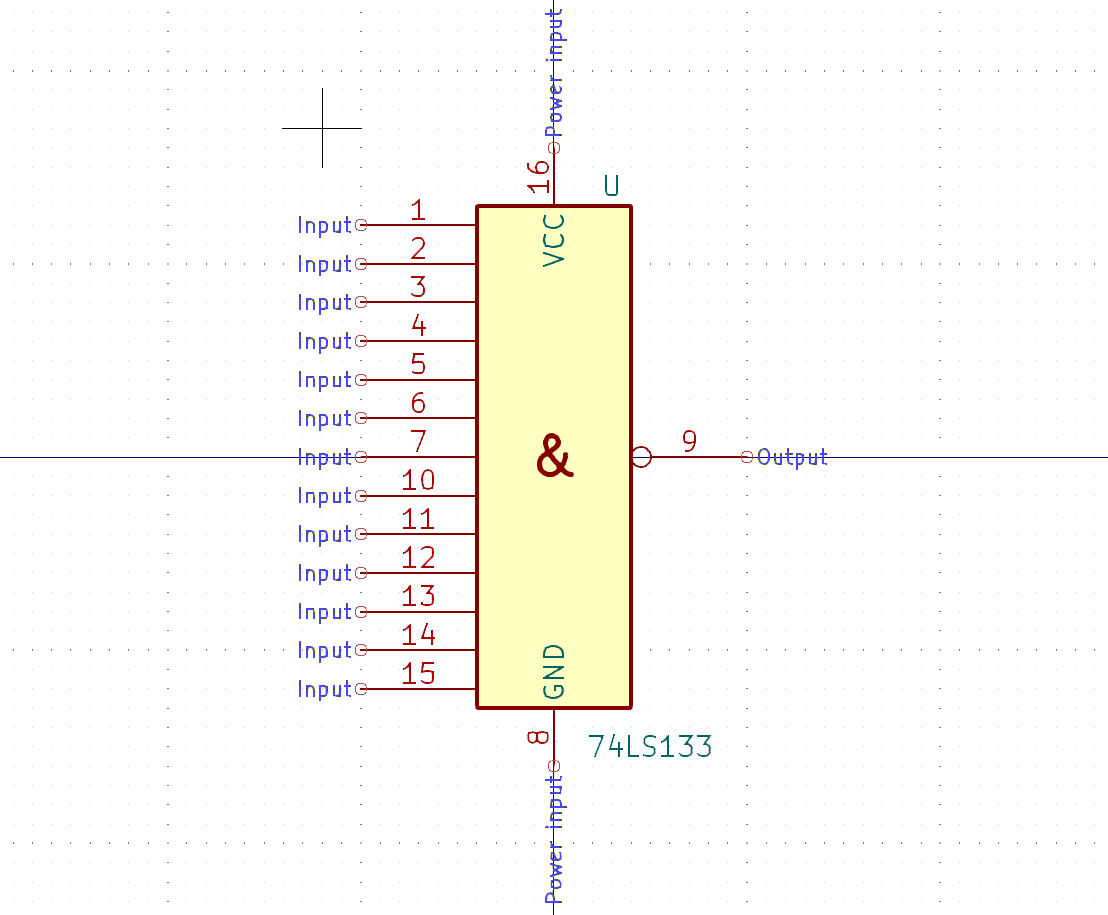 Power input
16
U
VCC
Input 1
Input 2
Input 3
Input 4
Input 5
Input 6
Input 7
& 9 Output
Input 10
Input 11
Input 12
Input 13
Input 14
Input 15
GND
8
74LS133
Power input